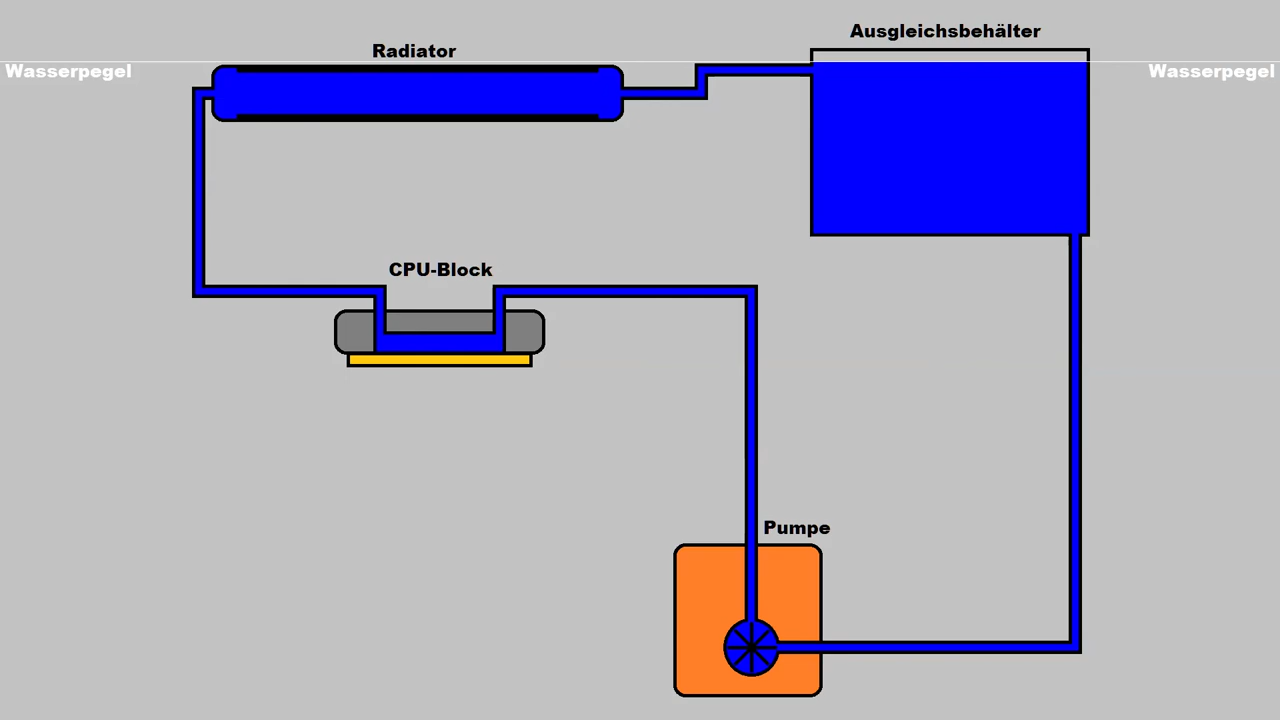 Ausgleichsbehälter
Radiator
Wasserpegel
Wasserpegel
CPU-Block
Pumpe